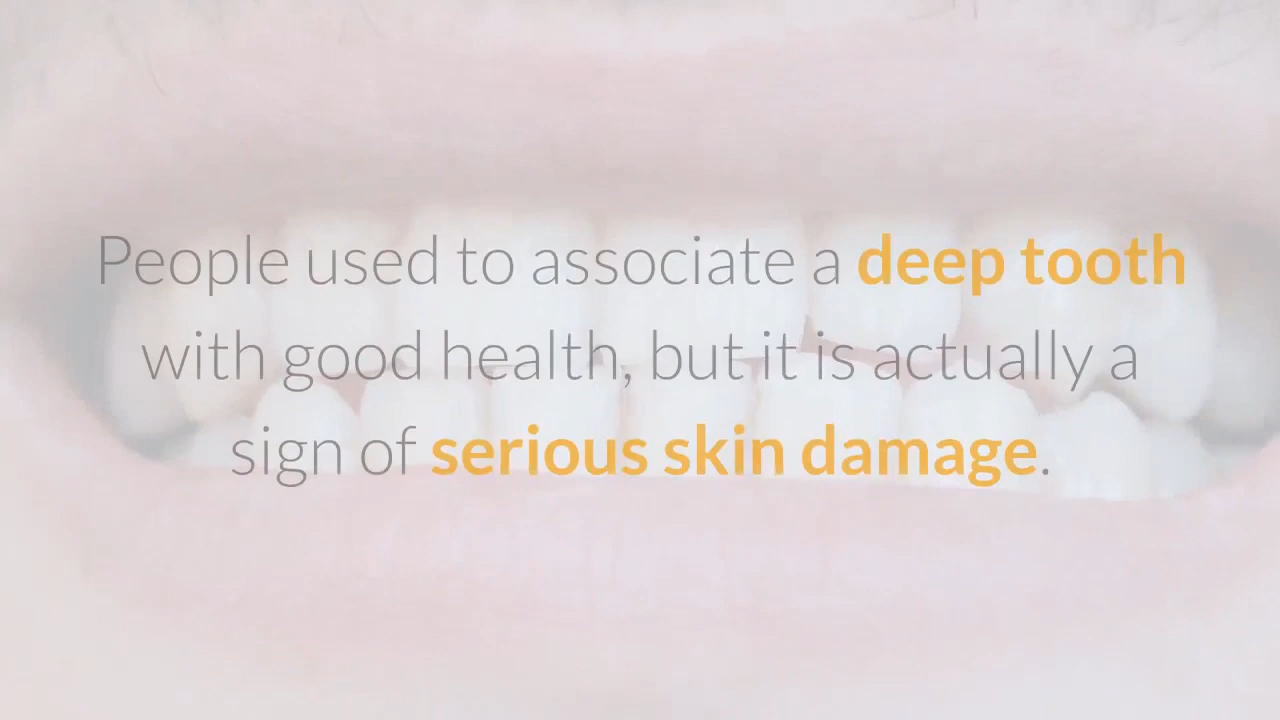 People used to associate a deep tooth
with good health, but it is actually a
sign of serious skin damage.